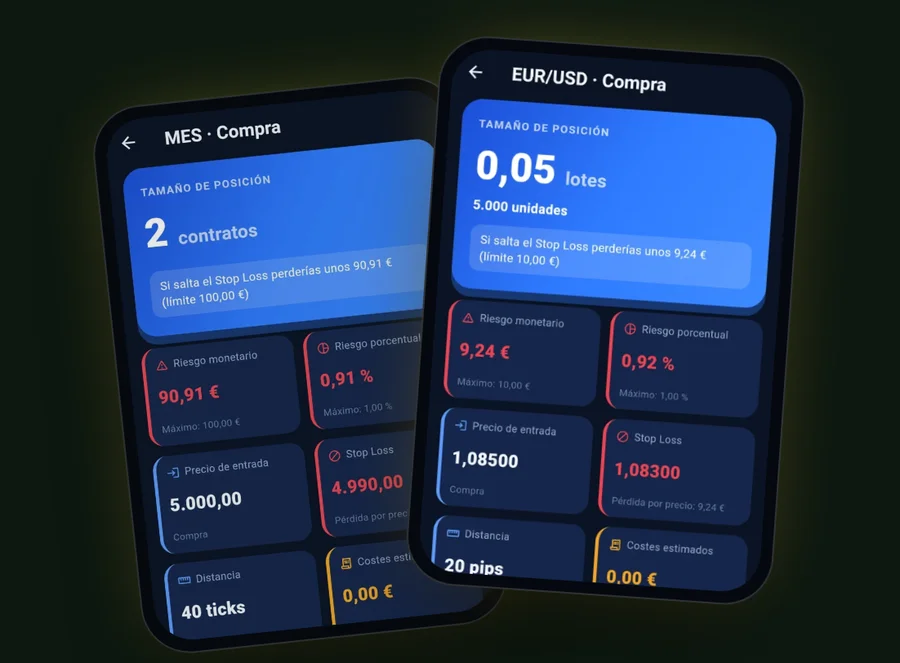 MES · Compra
TAMAÑO DE POSICIÓN
2 contratos
Si salta el Stop Loss perderías unos 90,91 €
(límite 100,00 €)
Riesgo monetario
90,91 €
Máximo: 100,00 €
Riesgo porcentual
0,91 %
Máximo: 1,00 %
Precio de entrada
5.000,00
Compra
Stop Loss
4.990,00
Pérdida por prec
Distancia
40 ticks
Costes esti
0,00 €
EUR/USD · Compra
TAMAÑO DE POSICIÓN
0,05 lotes
5.000 unidades
Si salta el Stop Loss perderías unos 9,24 €
(límite 10,00 €)
Riesgo monetario
9,24 €
Máximo: 10,00 €
Riesgo porcentual
0,92 %
Máximo: 1,00 %
Precio de entrada
1,08500
Compra
Stop Loss
1,08300
Pérdida por precio: 9,24 €
Distancia
20 pips
Costes estimados
0,00 €